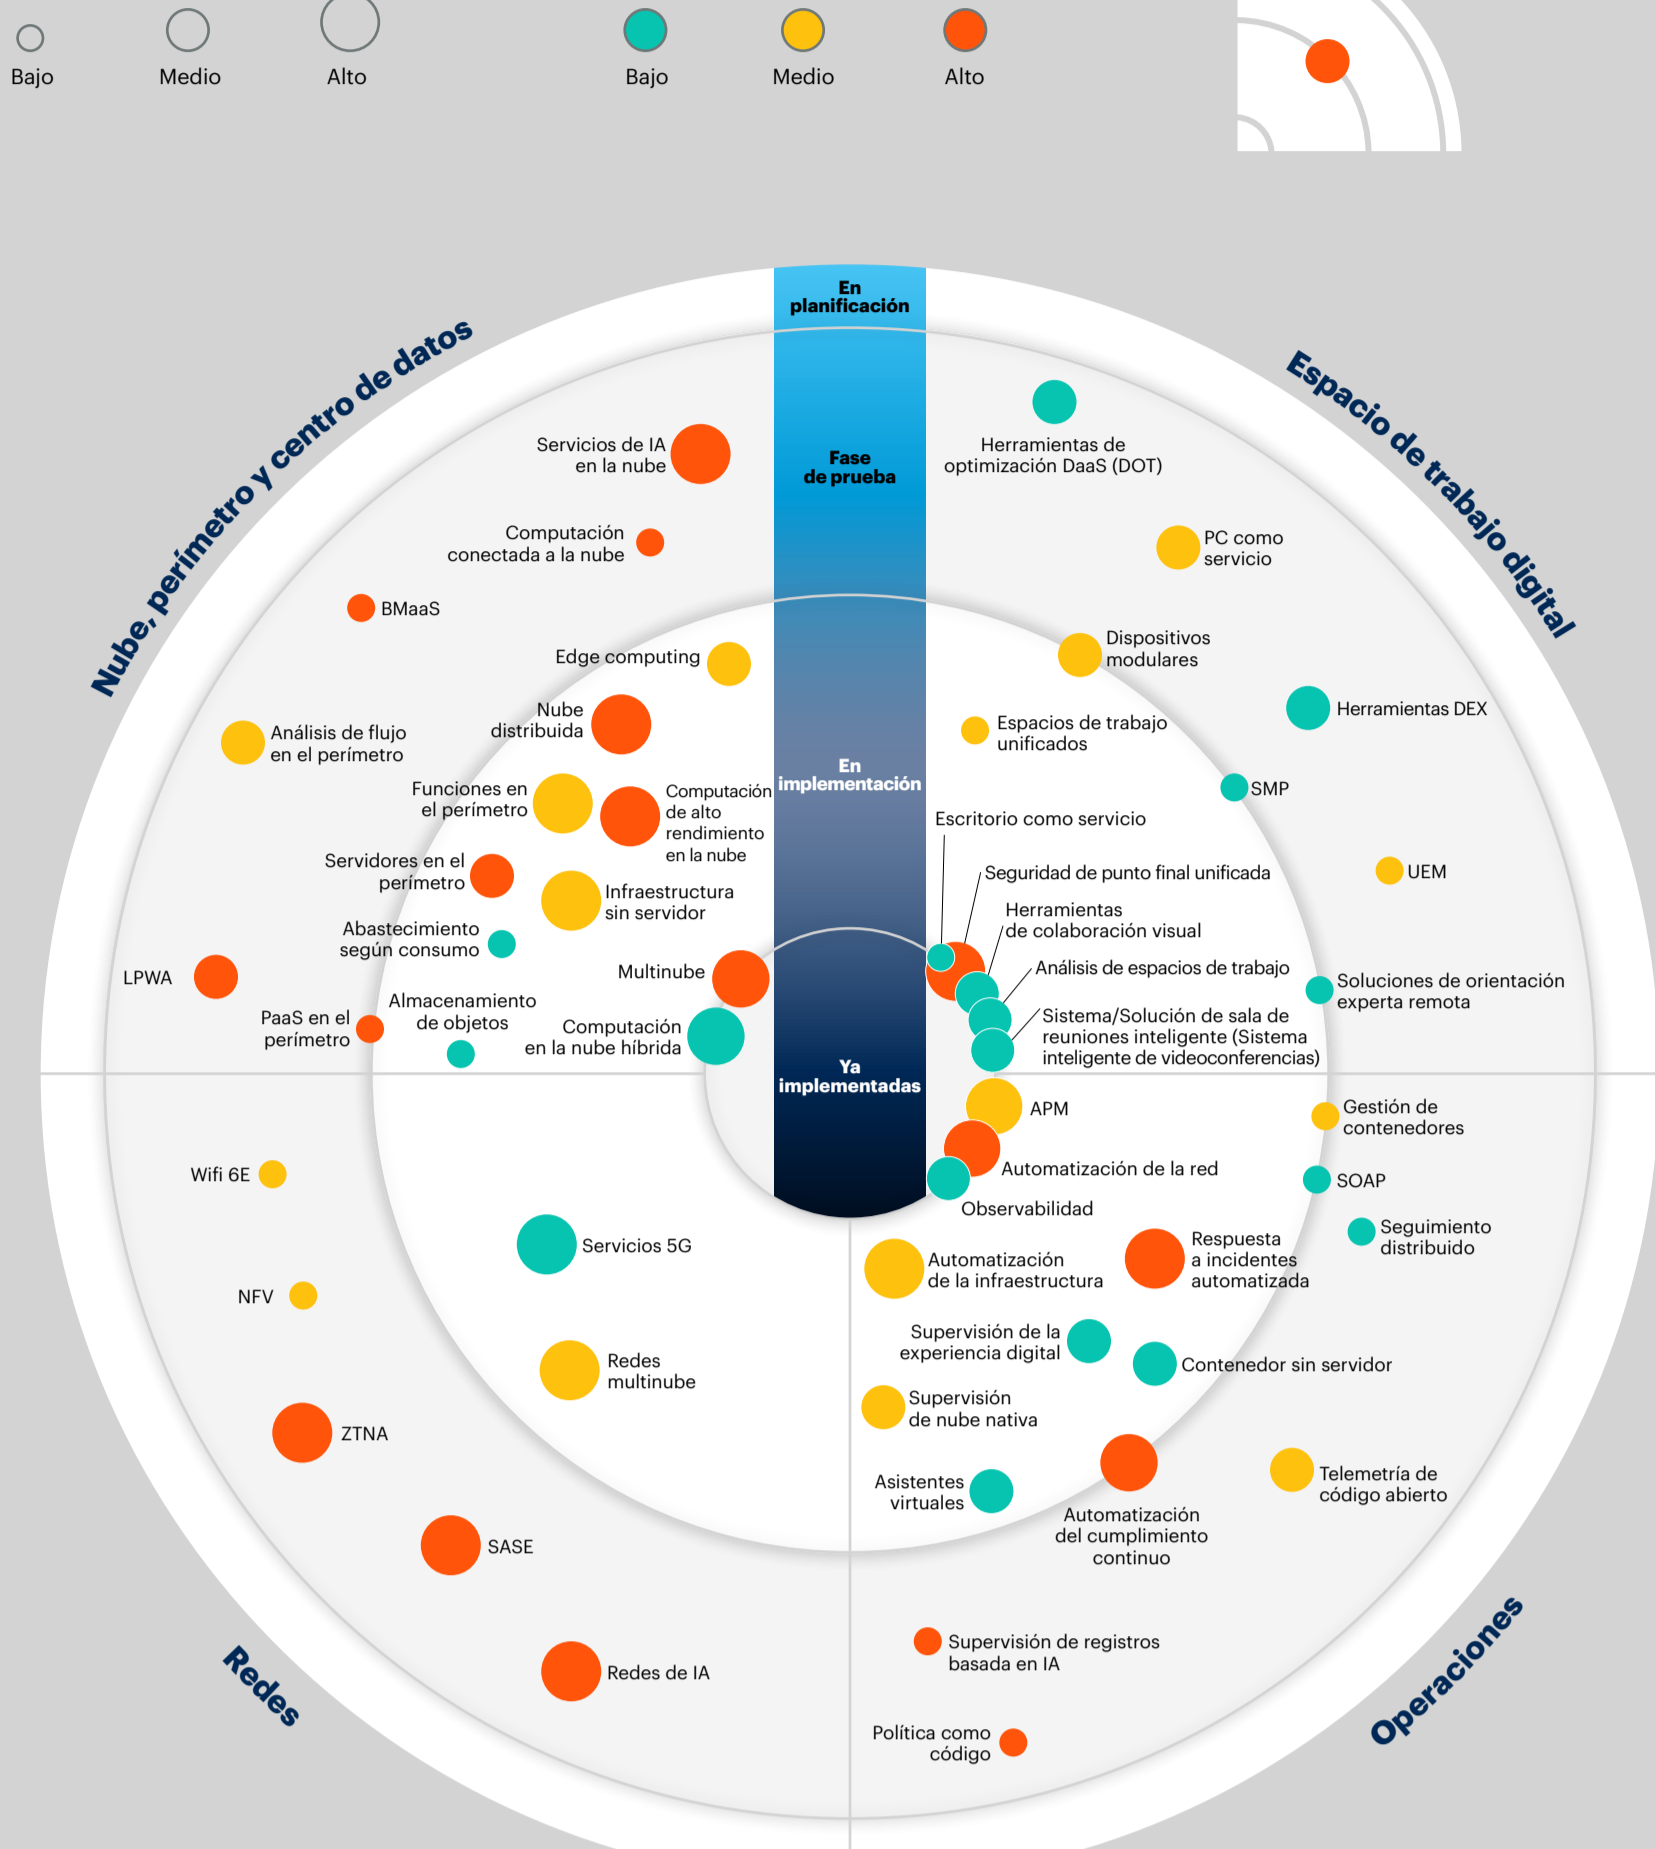 Bajo
Medio
Alto
Bajo
Medio
Alto
Nube, perímetro y centro de datos
Espacio de trabajo digital
Redes
Operaciones
En
planificación
Fase
de prueba
En
implementación
Ya
implementadas
Servicios de IA
en la nube
Computación
conectada a la nube
BMaaS
Edge computing
Nube
distribuida
Análisis de flujo
en el perímetro
Funciones en
el perímetro
Computación
de alto
rendimiento
en la nube
Servidores en el
perímetro
Infraestructura
sin servidor
Abastecimiento
según consumo
LPWA
Multinube
Almacenamiento
de objetos
PaaS en el
perímetro
Computación
en la nube híbrida
Herramientas de
optimización DaaS (DOT)
PC como
servicio
Dispositivos
modulares
Herramientas DEX
Espacios de trabajo
unificados
SMP
Escritorio como servicio
UEM
Seguridad de punto final unificada
Herramientas
de colaboración visual
Análisis de espacios de trabajo
Soluciones de orientación
experta remota
Sistema/Solución de sala de
reuniones inteligente (Sistema
inteligente de videoconferencias)
Wifi 6E
Servicios 5G
NFV
Redes
multinube
ZTNA
SASE
Redes de IA
APM
Gestión de
contenedores
Automatización de la red
SOAP
Observabilidad
Seguimiento
distribuido
Automatización
de la infraestructura
Respuesta
a incidentes
automatizada
Supervisión de la
experiencia digital
Contenedor sin servidor
Supervisión
de nube nativa
Asistentes
virtuales
Telemetría de
código abierto
Automatización
del cumplimiento
continuo
Supervisión de registros
basada en IA
Política como
código